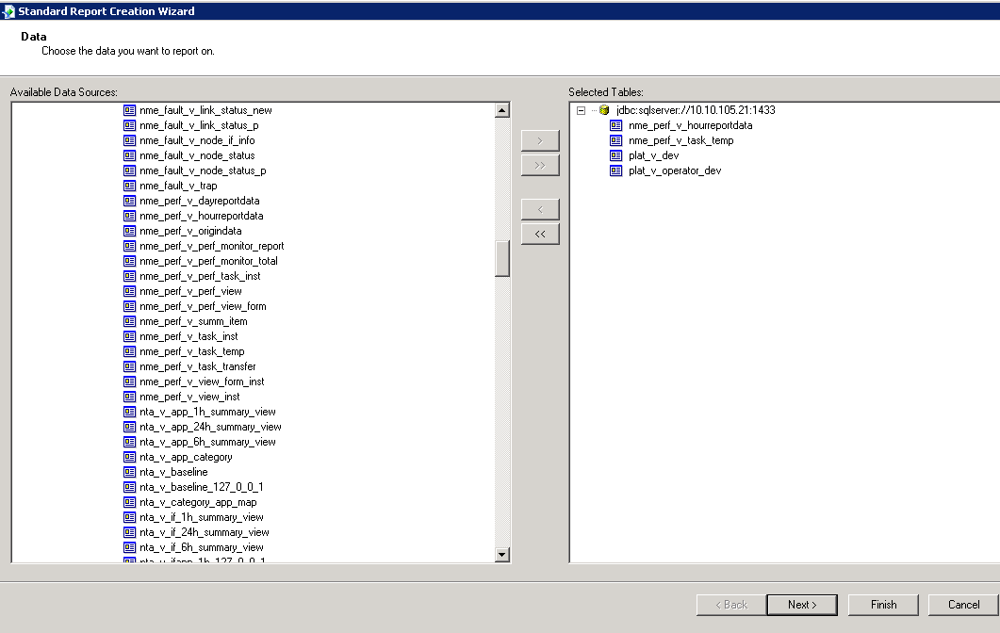 Standard Report Creation Wizard
Data
Choose the data you want to report on.
Available Data Sources:
nme_fault_v_link_status_new
nme_fault_v_link_status_p
nme_fault_v_node_if_info
nme_fault_v_node_status
nme_fault_v_node_status_p
nme_fault_v_trap
nme_perf_v_dayreportdata
nme_perf_v_hourreportdata
nme_perf_v_origindata
nme_perf_v_perf_monitor_report
nme_perf_v_perf_monitor_total
nme_perf_v_perf_task_inst
nme_perf_v_perf_view
nme_perf_v_perf_view_form
nme_perf_v_summ_item
nme_perf_v_task_inst
nme_perf_v_task_temp
nme_perf_v_task_transfer
nme_perf_v_view_form_inst
nme_perf_v_view_inst
nta_v_app_1h_summary_view
nta_v_app_24h_summary_view
nta_v_app_6h_summary_view
nta_v_app_category
nta_v_baseline
nta_v_baseline_127_0_0_1
nta_v_category_app_map
nta_v_if_1h_summary_view
nta_v_if_24h_summary_view
nta_v_if_6h_summary_view
nta_v_ifapp_1h_127_0_0_1
>
>>
<
<<
Selected Tables:
jdbc:sqlserver://10.10.105.21:1433
nme_perf_v_hourreportdata
nme_perf_v_task_temp
plat_v_dev
plat_v_operator_dev
< Back
Next >
Finish
Cancel